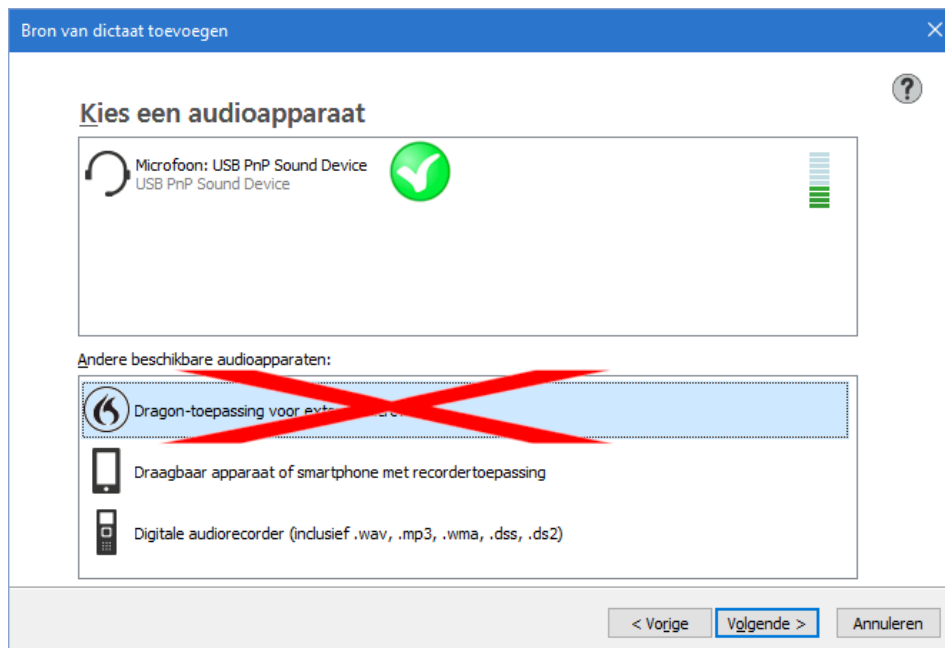 Bron van dictaat toevoegen
Kies een audioapparaat
Microfoon: USB PnP Sound Device
USB PnP Sound Device
Andere beschikbare audioapparaten:
Dragon-toepassing voor
Draagbaar apparaat of smartphone met recordertoepassing
Digitale audiorecorder (inclusief .wav, .mp3, .wma, .dss, .ds2)
< Vorige Volgende > Annuleren